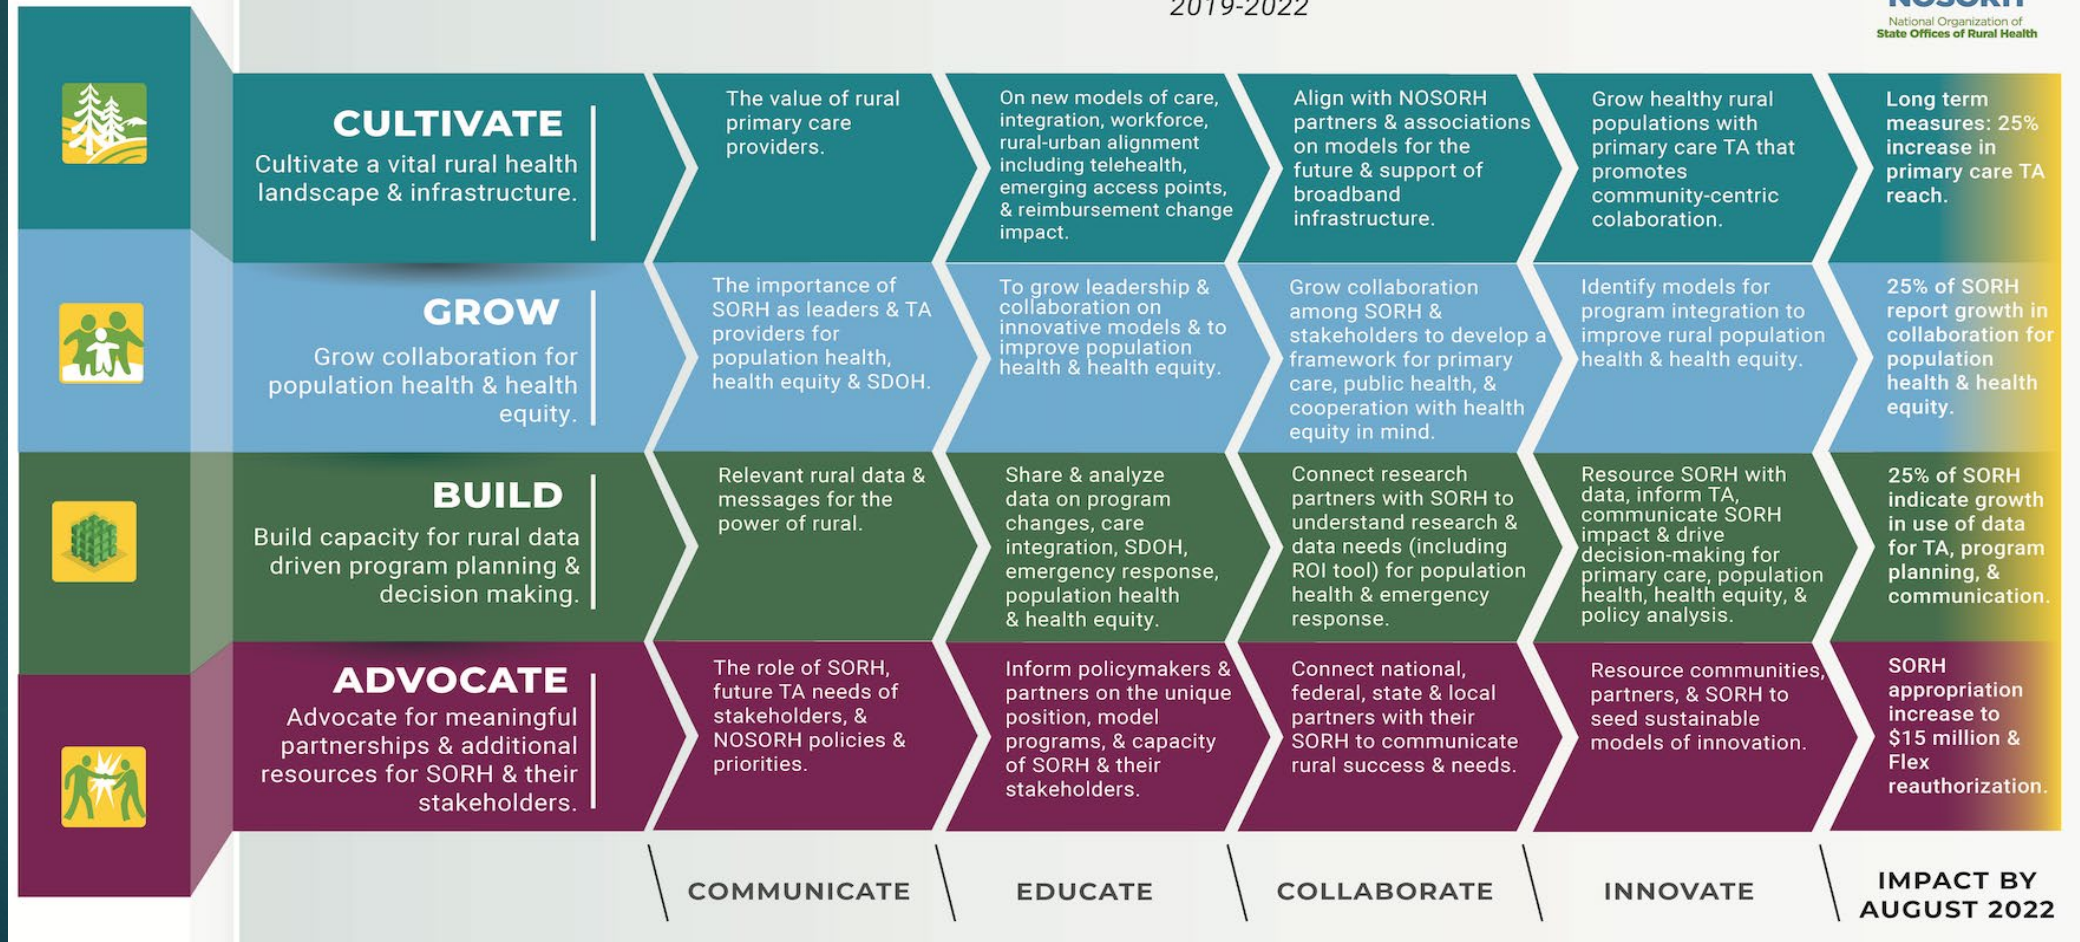 2019-2022
NOSORH
National Organization of
State Offices of Rural Health
CULTIVATE
Cultivate a vital rural health
landscape & infrastructure.
The value of rural
primary care
providers.
On new models of care,
integration, workforce,
rural-urban alignment
including telehealth,
emerging access points,
& reimbursement change
impact.
Align with NOSORH
partners & associations
on models for the
future & support of
broadband
infrastructure.
Grow healthy rural
populations with
primary care TA that
promotes
community-centric
colaboration.
Long term
measures: 25%
increase in
primary care TA
reach.
GROW
Grow collaboration for
population health & health
equity.
The importance of
SORH as leaders & TA
providers for
population health,
health equity & SDOH.
To grow leadership &
collaboration on
innovative models & to
improve population
health & health equity.
Grow collaboration
among SORH &
stakeholders to develop a
framework for primary
care, public health, &
cooperation with health
equity in mind.
Identify models for
program integration to
improve rural population
health & health equity.
25% of SORH
report growth in
collaboration for
population
health & health
equity.
BUILD
Build capacity for rural data
driven program planning &
decision making.
Relevant rural data &
messages for the
power of rural.
Share & analyze
data on program
changes, care
integration, SDOH,
emergency response,
population health
& health equity.
Connect research
partners with SORH to
understand research &
data needs (including
ROI tool) for population
health & emergency
response.
Resource SORH with
data, inform TA,
communicate SORH
impact & drive
decision-making for
primary care, population
health, health equity, &
policy analysis.
25% of SORH
indicate growth
in use of data
for TA, program
planning, &
communication.
ADVOCATE
Advocate for meaningful
partnerships & additional
resources for SORH & their
stakeholders.
The role of SORH,
future TA needs of
stakeholders, &
NOSORH policies &
priorities.
Inform policymakers &
partners on the unique
position, model
programs, & capacity
of SORH & their
stakeholders.
Connect national,
federal, state & local
partners with their
SORH to communicate
rural success & needs.
Resource communities,
partners, & SORH to
seed sustainable
models of innovation.
SORH
appropriation
increase to
$15 million &
Flex
reauthorization.
COMMUNICATE
EDUCATE
COLLABORATE
INNOVATE
IMPACT BY
AUGUST 2022